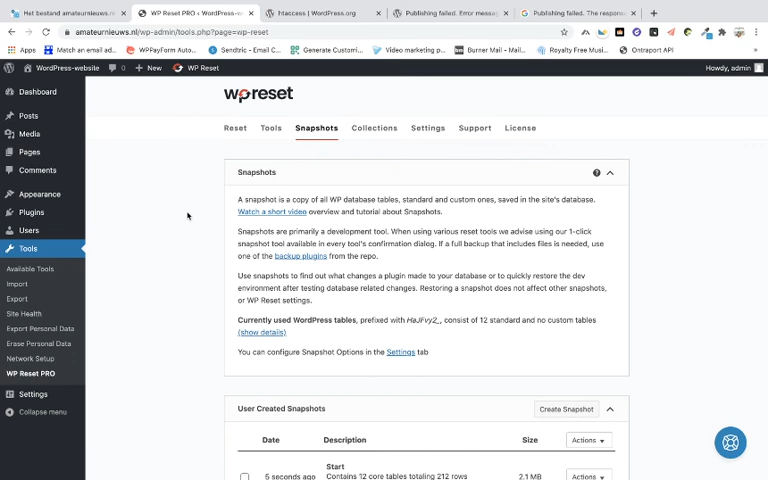 Het bestand amateurnieuws.n
WP Reset PRO ‹ WordPress-w
htaccess | WordPress.org
Publishing failed. Error messa
Publishing failed. The respons
amateurnieuws.nl/wp-admin/tools.php?page=wp-reset
Apps
Match an email ad...
WPPayForm Auto...
Sendtric - Email C...
Generate Customi...
Video marketing p...
Burner Mail - Mail...
Royalty Free Musi...
Ontraport API
WordPress-website
0
New
WP Reset
Howdy, admin
Dashboard
Posts
Media
Pages
Comments
Appearance
Plugins
Users
Tools
Available Tools
Import
Export
Site Health
Export Personal Data
Erase Personal Data
Network Setup
WP Reset PRO
Settings
Collapse menu
wpreset
Reset
Tools
Snapshots
Collections
Settings
Support
License
Snapshots
A snapshot is a copy of all WP database tables, standard and custom ones, saved in the site's database.
Watch a short video overview and tutorial about Snapshots.
Snapshots are primarily a development tool. When using various reset tools we advise using our 1-click
snapshot tool available in every tool's confirmation dialog. If a full backup that includes files is needed, use
one of the backup plugins from the repo.
Use snapshots to find out what changes a plugin made to your database or to quickly restore the dev
environment after testing database related changes. Restoring a snapshot does not affect other snapshots,
or WP Reset settings.
Currently used WordPress tables, prefixed with HaJFvy2_, consist of 12 standard and no custom tables
(show details)
You can configure Snapshot Options in the Settings tab
User Created Snapshots
Create Snapshot
Date
Description
Size
Actions
5 seconds ago
Start
Contains 12 core tables totaling 212 rows
2.1 MB
Actions